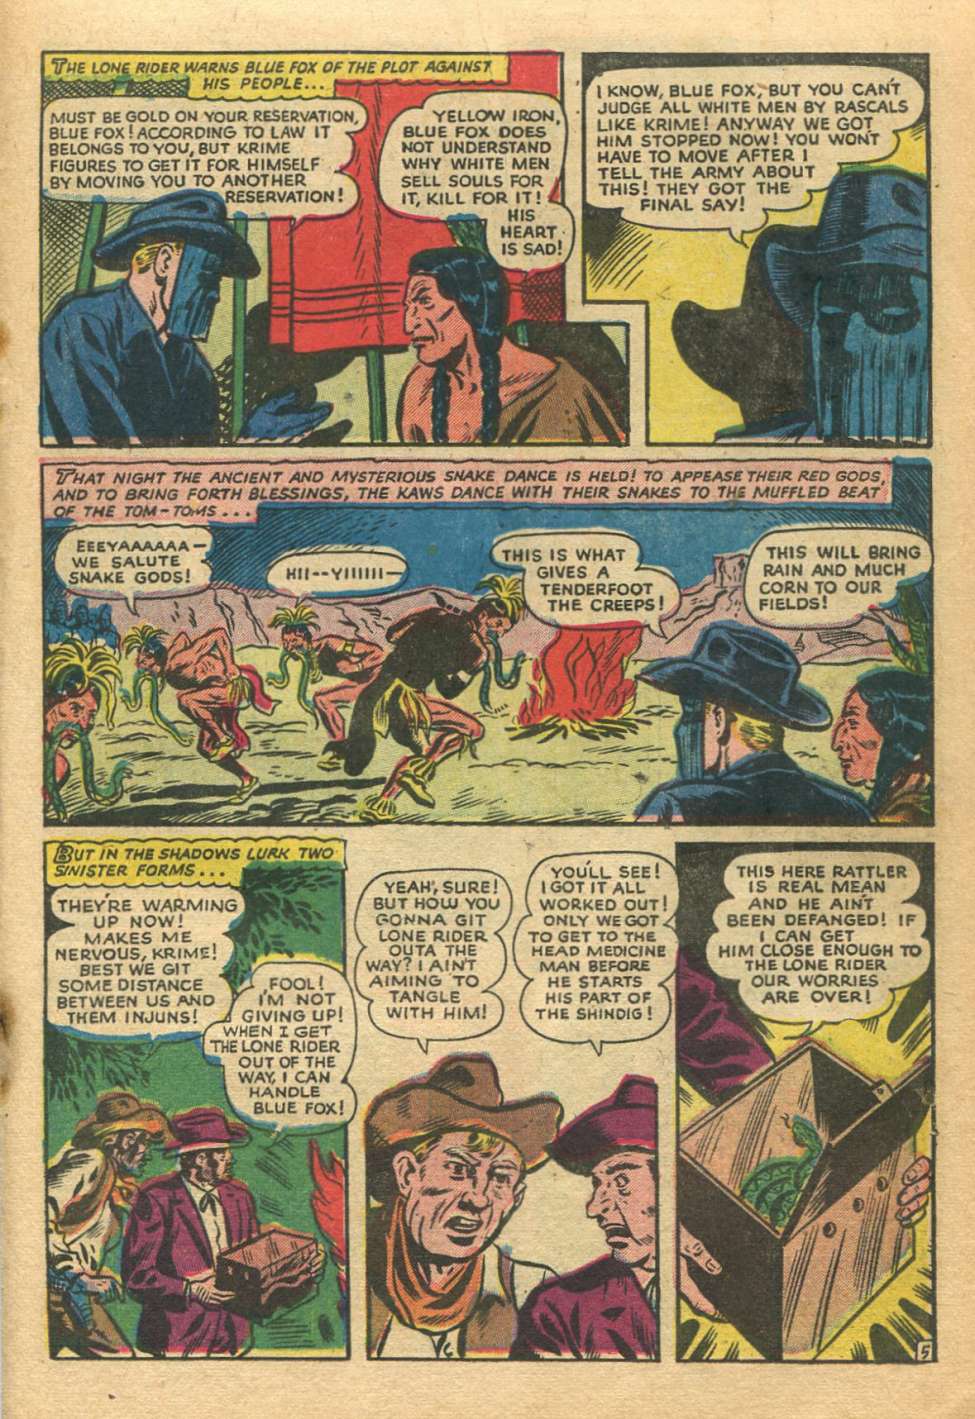 THE LONE RIDER WARNS BLUE FOX OF THE PLOT AGAINST
HIS PEOPLE...
MUST BE GOLD ON YOUR RESERVATION,
BLUE FOX! ACCORDING TO LAW IT
BELONGS TO YOU, BUT KRIME
FIGURES TO GET IT FOR HIMSELF
BY MOVING YOU TO ANOTHER
RESERVATION!
YELLOW IRON,
BLUE FOX DOES
NOT UNDERSTAND
WHY WHITE MEN
SELL SOULS FOR
IT, KILL FOR IT!
HIS
HEART
IS SAD!
I KNOW, BLUE FOX, BUT YOU CAN'T
JUDGE ALL WHITE MEN BY RASCALS
LIKE KRIME! ANYWAY WE GOT
HIM STOPPED NOW! YOU WON'T
HAVE TO MOVE AFTER I
TELL THE ARMY ABOUT
THIS! THEY GOT THE
FINAL SAY!
THAT NIGHT THE ANCIENT AND MYSTERIOUS SNAKE DANCE IS HELD! TO APPEASE THEIR RED GODS,
AND TO BRING FORTH BLESSINGS, THE KAWS DANCE WITH THEIR SNAKES TO THE MUFFLED BEAT
OF THE TOM-TOMS...
EEEYAAAAAA—
WE SALUTE
SNAKE GODS!
HII--YIIIIII—
THIS IS WHAT
GIVES A
TENDERFOOT
THE CREEPS!
THIS WILL BRING
RAIN AND MUCH
CORN TO OUR
FIELDS!
BUT IN THE SHADOWS LURK TWO
SINISTER FORMS...
THEY'RE WARMING
UP NOW!
MAKES ME
NERVOUS, KRIME!
BEST WE GIT
SOME DISTANCE
BETWEEN US AND
THEM INJUNS!
FOOL!
I'M NOT
GIVING UP!
WHEN I GET
THE LONE RIDER
OUT OF THE
WAY, I CAN
HANDLE
BLUE FOX!
YEAH, SURE!
BUT HOW YOU
GONNA GIT
LONE RIDER
OUTA THE
WAY? I AIN'T
AIMING TO
TANGLE
WITH HIM!
YOU'LL SEE!
I GOT IT ALL
WORKED OUT!
ONLY WE GOT
TO GET TO THE
HEAD MEDICINE
MAN BEFORE
HE STARTS
HIS PART OF
THE SHINDIG!
THIS HERE RATTLER
IS REAL MEAN
AND HE AIN'T
BEEN DEFANGED! IF
I CAN GET
HIM CLOSE ENOUGH TO
THE LONE RIDER
OUR WORRIES
ARE OVER!
5